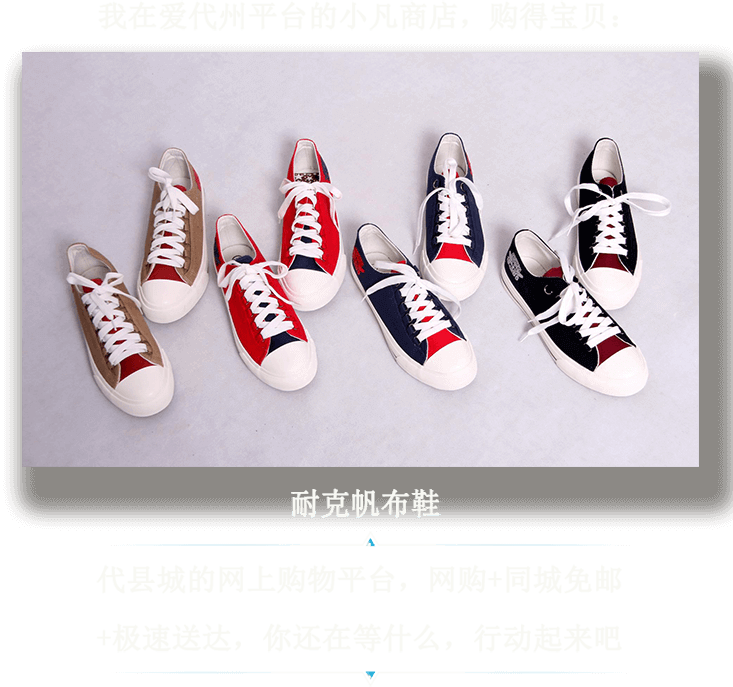 我在爱代州平台的小凡商店，购得宝贝：
耐克帆布鞋
代县城的网上购物平台，网购+同城免邮
+极速送达，你还在等什么，行动起来吧